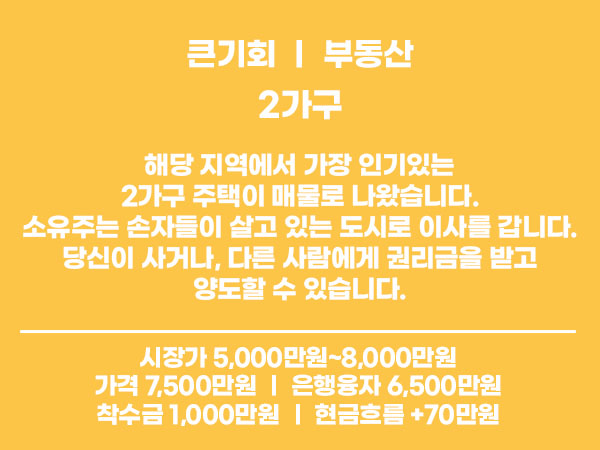 큰기회 | 부동산
2가구
해당 지역에서 가장 인기있는
2가구 주택이 매물로 나왔습니다.
소유주는 손자들이 살고 있는 도시로 이사를 갑니다.
당신이 사거나, 다른 사람에게 권리금을 받고
양도할 수 있습니다.
시장가 5,000만원~8,000만원
가격 7,500만원 | 은행융자 6,500만원
착수금 1,000만원 | 현금흐름 +70만원